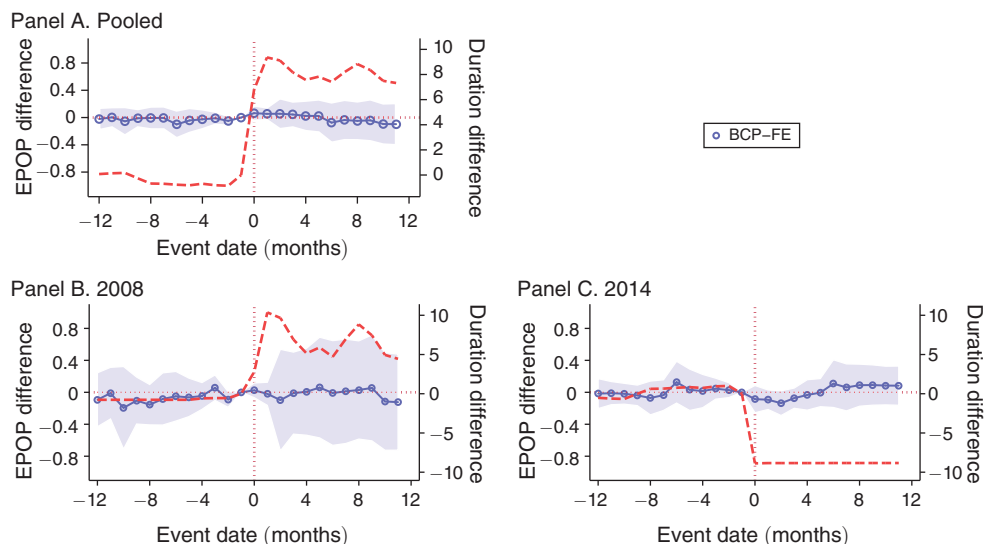 Panel A. Pooled
EPOP difference
0.8
0.4
0
−0.4
−0.8
10
8
6
4
2
0
Duration difference
−12 −8 −4 0 4 8 12
Event date (months)
BCP−FE
Panel B. 2008
EPOP difference
0.8
0.4
0
−0.4
−0.8
10
5
0
−5
−10
Duration difference
−12 −8 −4 0 4 8 12
Event date (months)
Panel C. 2014
EPOP difference
0.8
0.4
0
−0.4
−0.8
10
5
0
−5
−10
Duration difference
−12 −8 −4 0 4 8 12
Event date (months)